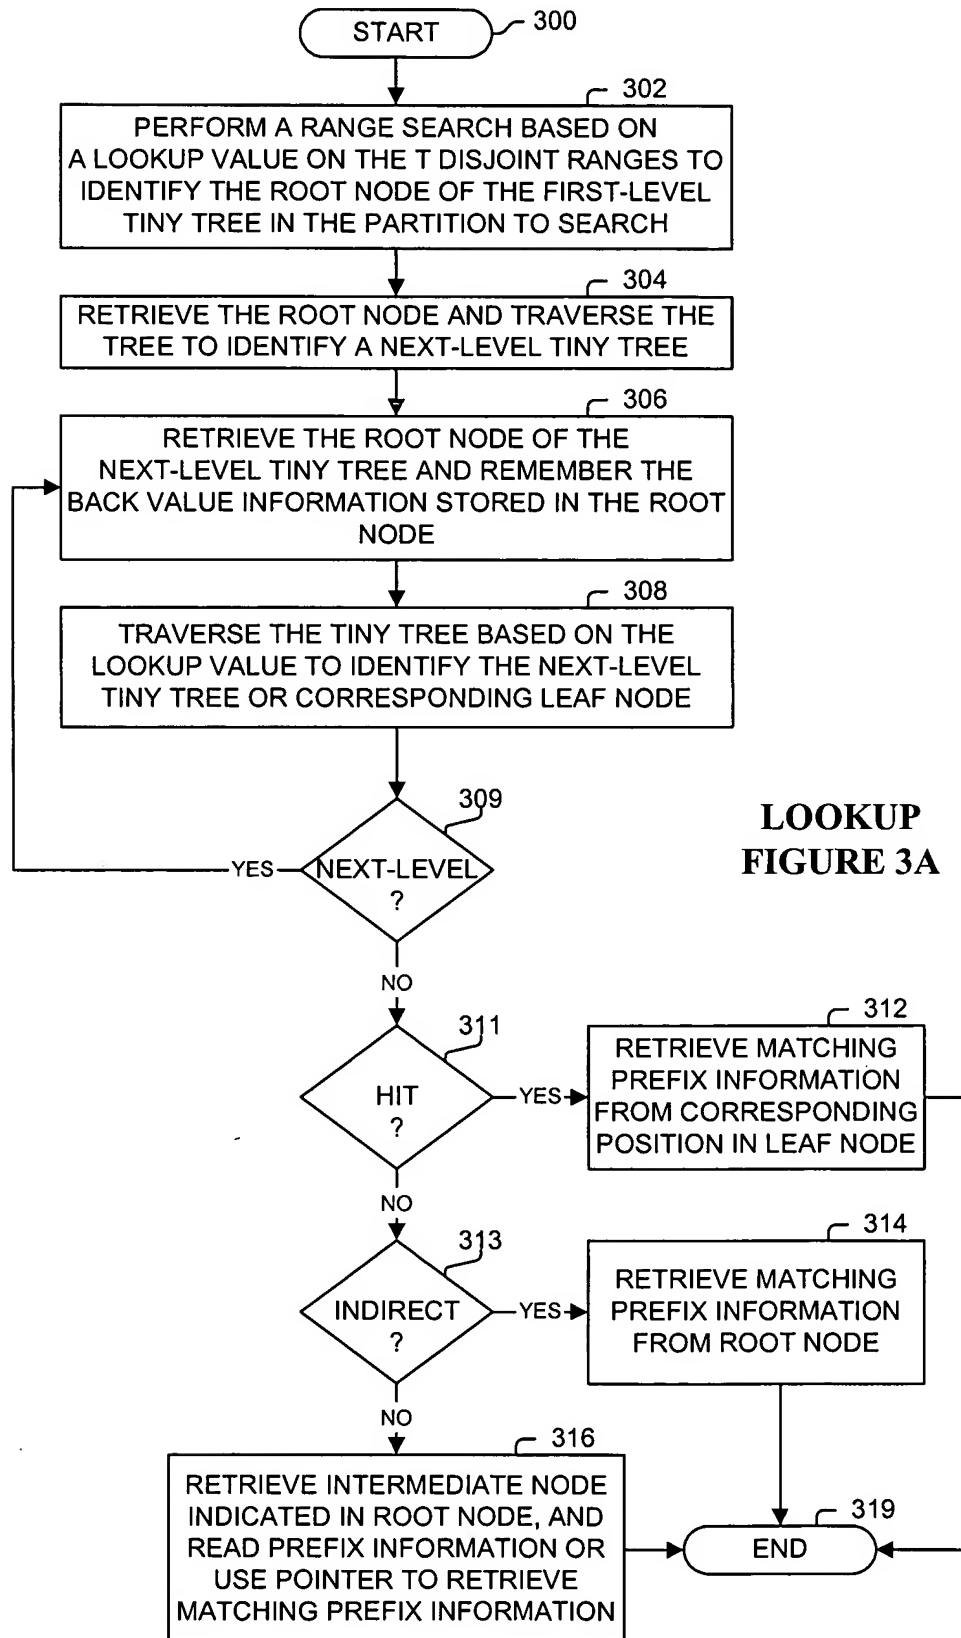 START
300
302
PERFORM A RANGE SEARCH BASED ON
A LOOKUP VALUE ON THE T DISJOINT RANGES TO
IDENTIFY THE ROOT NODE OF THE FIRST-LEVEL
TINY TREE IN THE PARTITION TO SEARCH
304
RETRIEVE THE ROOT NODE AND TRAVERSE THE
TREE TO IDENTIFY A NEXT-LEVEL TINY TREE
306
RETRIEVE THE ROOT NODE OF THE
NEXT-LEVEL TINY TREE AND REMEMBER THE
BACK VALUE INFORMATION STORED IN THE ROOT
NODE
308
TRAVERSE THE TINY TREE BASED ON THE
LOOKUP VALUE TO IDENTIFY THE NEXT-LEVEL
TINY TREE OR CORRESPONDING LEAF NODE
309
NEXT-LEVEL
?
YES
NO
LOOKUP
FIGURE 3A
311
HIT
?
YES
NO
312
RETRIEVE MATCHING
PREFIX INFORMATION
FROM CORRESPONDING
POSITION IN LEAF NODE
313
INDIRECT
?
YES
NO
314
RETRIEVE MATCHING
PREFIX INFORMATION
FROM ROOT NODE
316
RETRIEVE INTERMEDIATE NODE
INDICATED IN ROOT NODE, AND
READ PREFIX INFORMATION OR
USE POINTER TO RETRIEVE
MATCHING PREFIX INFORMATION
319
END